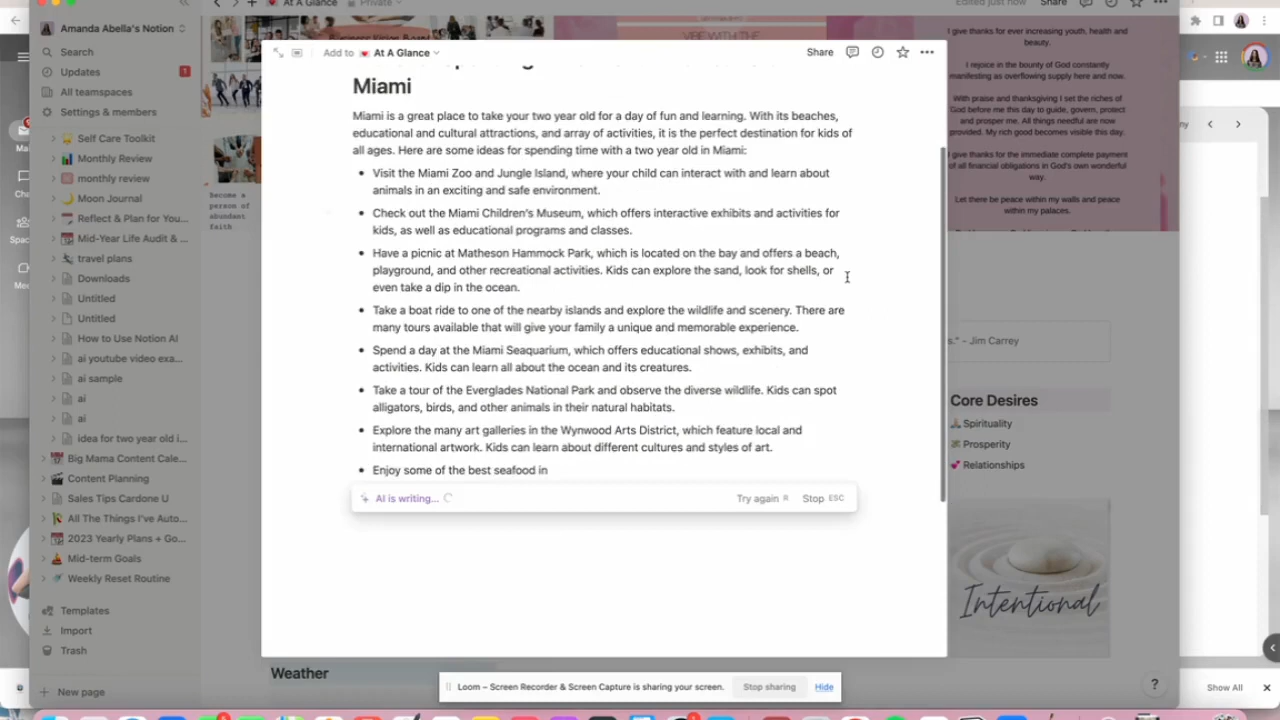 At A Glance
Private
Edited just now
Share
Amanda Abella's Notion
Search
Updates
1
All teamspaces
Settings & members
Self Care Toolkit
Monthly Review
monthly review
Moon Journal
Reflect & Plan for You...
Mid-Year Life Audit & ...
travel plans
Downloads
Untitled
Untitled
How to Use Notion AI
ai youtube video exa...
ai sample
ai
ai
idea for two year old i...
Big Mama Content Cale...
Content Planning
Sales Tips Cardone U
All The Things I've Auto...
2023 Yearly Plans + Go...
Mid-term Goals
Weekly Reset Routine
Templates
Import
Trash
New page
become a
person of
abundant
faith
Add to
At A Glance
Share
Miami
Miami is a great place to take your two year old for a day of fun and learning. With its beaches,
educational and cultural attractions, and array of activities, it is the perfect destination for kids of
all ages. Here are some ideas for spending time with a two year old in Miami:
• Visit the Miami Zoo and Jungle Island, where your child can interact with and learn about
animals in an exciting and safe environment.
• Check out the Miami Children's Museum, which offers interactive exhibits and activities for
kids, as well as educational programs and classes.
• Have a picnic at Matheson Hammock Park, which is located on the bay and offers a beach,
playground, and other recreational activities. Kids can explore the sand, look for shells, or
even take a dip in the ocean.
• Take a boat ride to one of the nearby islands and explore the wildlife and scenery. There are
many tours available that will give your family a unique and memorable experience.
• Spend a day at the Miami Seaquarium, which offers educational shows, exhibits, and
activities. Kids can learn all about the ocean and its creatures.
• Take a tour of the Everglades National Park and observe the diverse wildlife. Kids can spot
alligators, birds, and other animals in their natural habitats.
• Explore the many art galleries in the Wynwood Arts District, which feature local and
international artwork. Kids can learn about different cultures and styles of art.
• Enjoy some of the best seafood in
AI is writing...
Try again R
Stop ESC
I give thanks for ever increasing youth, health and
beauty.
I rejoice in the bounty of God constantly
manifesting as overflowing supply here and now.
With praise and thanksgiving I set the riches of
God before me this day to guide, govern, protect
and prosper me. All things needed are now
provided. My rich good becomes visible this day.
I give thanks for the immediate complete payment
of all financial obligations in God's own wonderful
way.
Let there be peace within my walls and peace
within my palaces.
s." - Jim Carrey
Core Desires
Spirituality
Prosperity
Relationships
Intentional
Weather
Loom – Screen Recorder & Screen Capture is sharing your screen.
Stop sharing
Hide
?
Show All